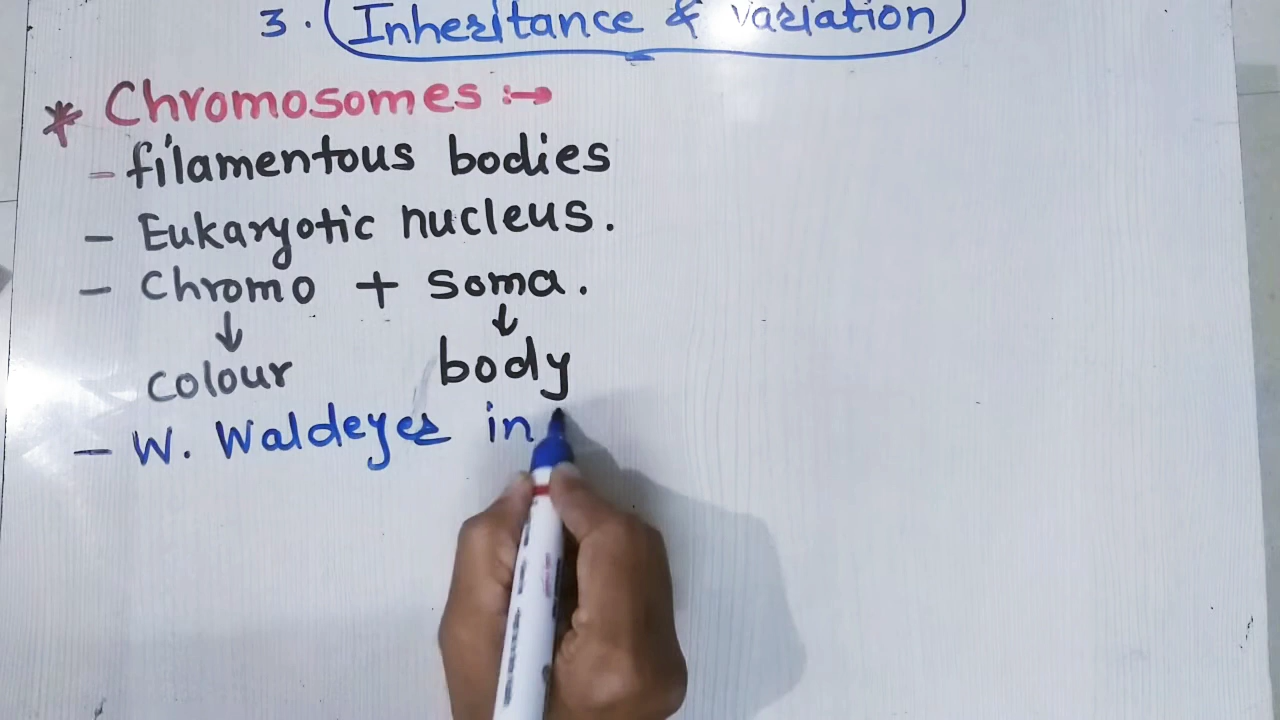 3. Inheritance & Variation
* Chromosomes :→
- filamentous bodies
- Eukaryotic nucleus.
- Chromo + soma.
↓ ↓
colour body
- W. Waldeyer in